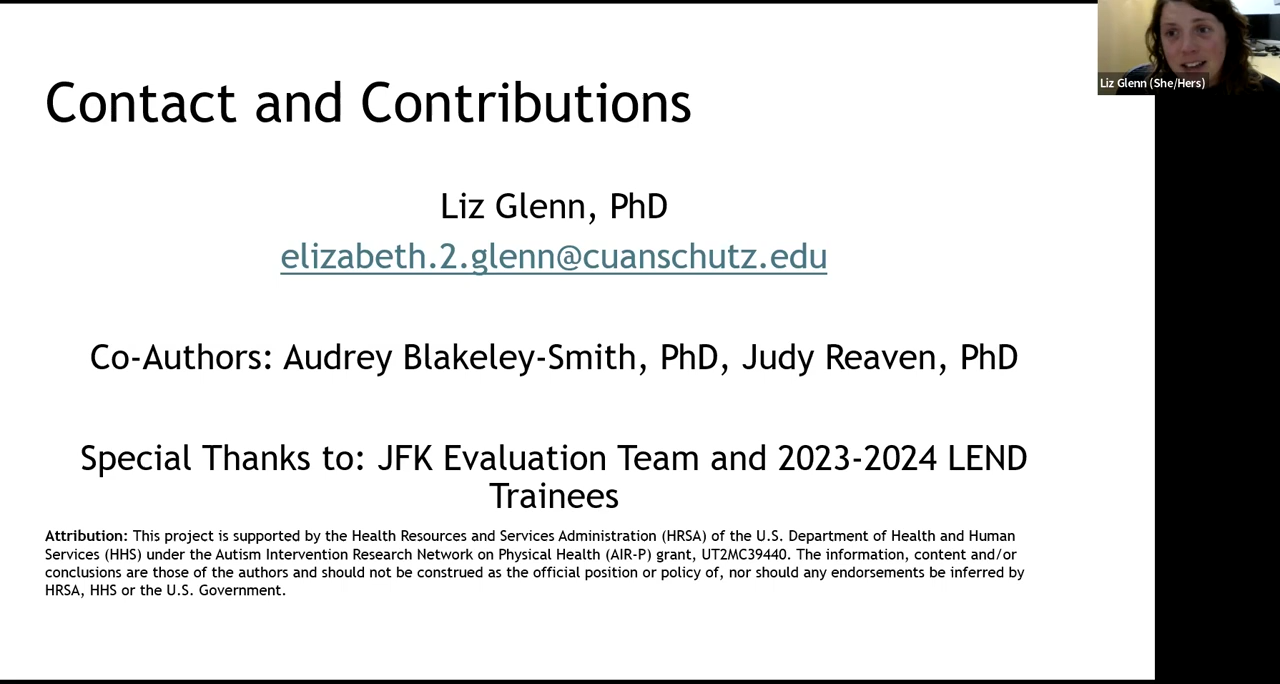 Contact and Contributions
Liz Glenn (She/Hers)
Liz Glenn, PhD
elizabeth.2.glenn@cuanschutz.edu
Co-Authors: Audrey Blakeley-Smith, PhD, Judy Reaven, PhD
Special Thanks to: JFK Evaluation Team and 2023-2024 LEND
Trainees
Attribution: This project is supported by the Health Resources and Services Administration (HRSA) of the U.S. Department of Health and Human
Services (HHS) under the Autism Intervention Research Network on Physical Health (AIR-P) grant, UT2MC39440. The information, content and/or
conclusions are those of the authors and should not be construed as the official position or policy of, nor should any endorsements be inferred by
HRSA, HHS or the U.S. Government.